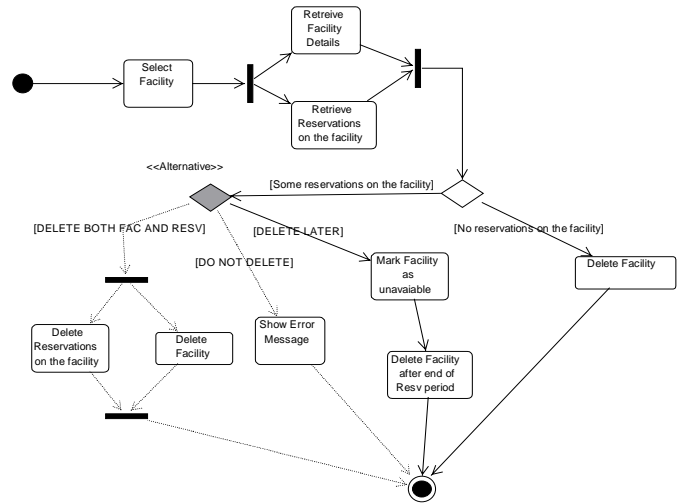 Retreive
Facility
Details
Select
Facility
Retrieve
Reservations
on the facility
<<Alternative>>
[Some reservations on the facility]
[DELETE BOTH FAC AND RESV]
[DELETE LATER]
[No reservations on the facility]
[DO NOT DELETE]
Mark Facility
as
unavaiable
Delete Facility
Delete
Reservations
on the facility
Delete
Facility
Show Error
Message
Delete Facility
after end of
Resv period